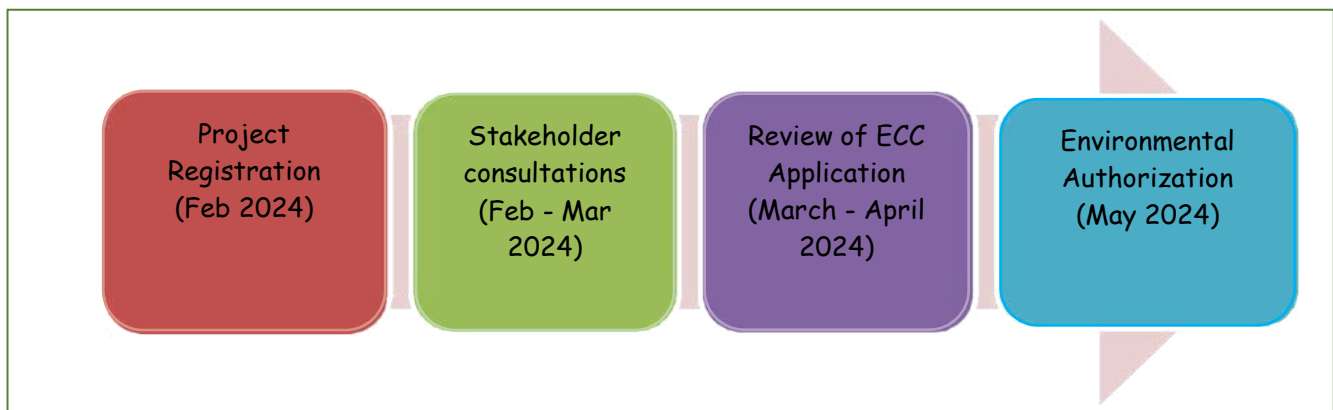 Project
Registration
(Feb 2024)
Stakeholder
consultations
(Feb - Mar
2024)
Review of ECC
Application
(March - April
2024)
Environmental
Authorization
(May 2024)